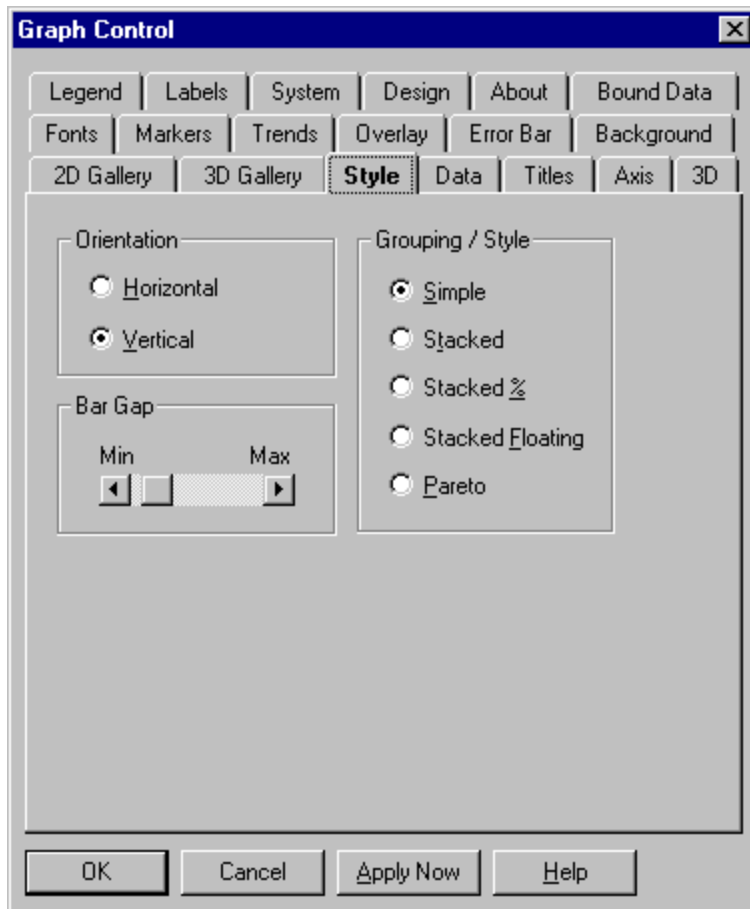 Graph Control
Legend Labels System Design About Bound Data
Fonts Markers Trends Overlay Error Bar Background
2D Gallery 3D Gallery Style Data Titles Axis 3D
Orientation
Horizontal
Vertical
Bar Gap
Min Max
Grouping / Style
Simple
Stacked
Stacked %
Stacked Floating
Pareto
OK Cancel Apply Now Help